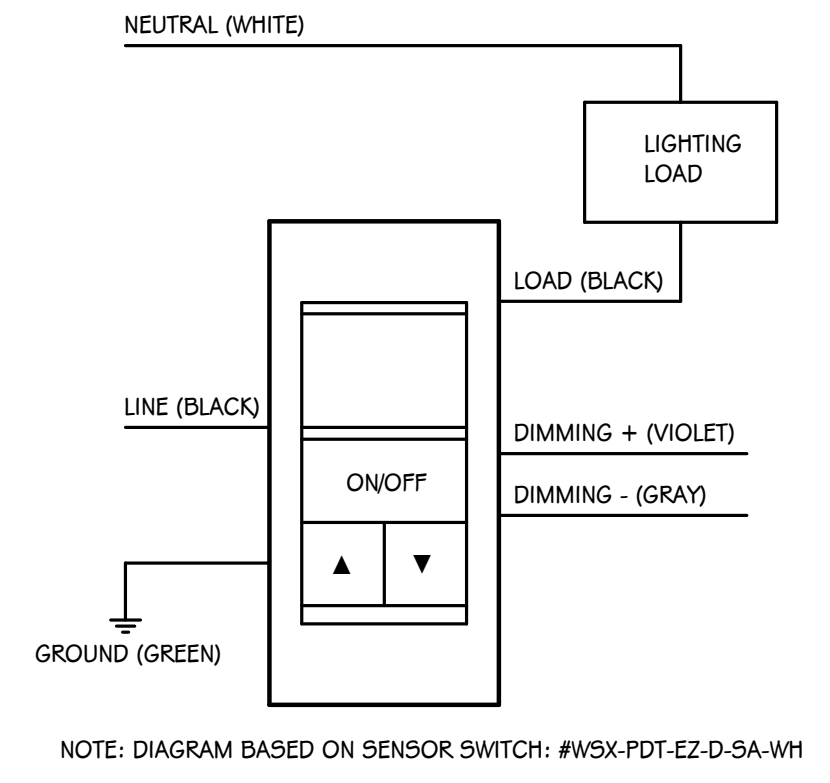 NEUTRAL (WHITE)
LIGHTING
LOAD
LOAD (BLACK)
LINE (BLACK)
DIMMING + (VIOLET)
ON/OFF
DIMMING - (GRAY)
▲ ▼
GROUND (GREEN)
NOTE: DIAGRAM BASED ON SENSOR SWITCH: #WSX-PDT-EZ-D-SA-WH